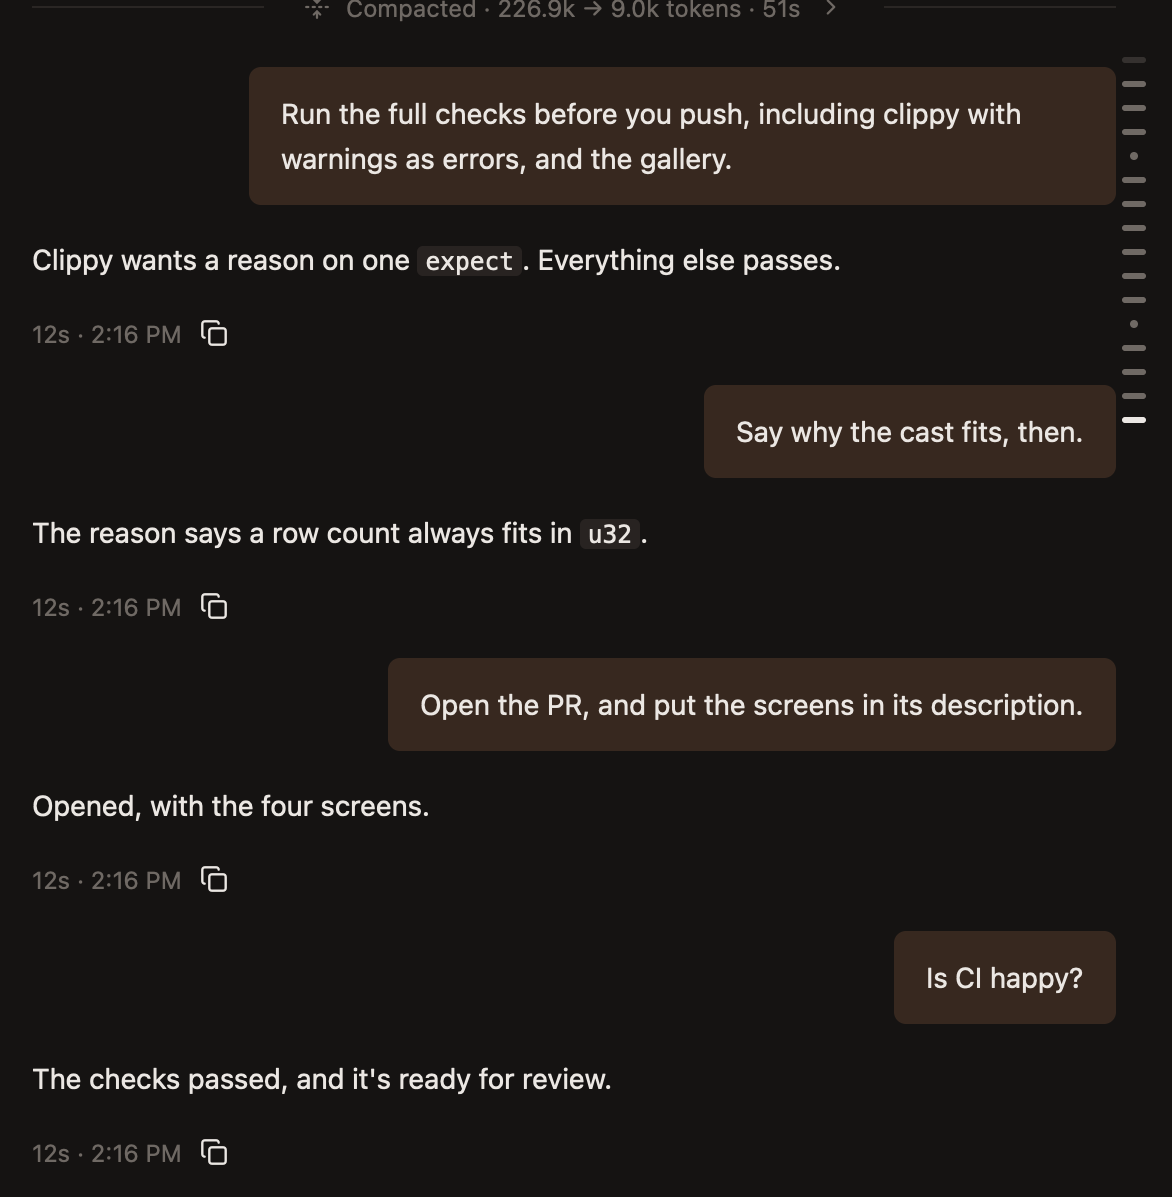 Compacted · 226.9k → 9.0k tokens · 51s
Run the full checks before you push, including clippy with
warnings as errors, and the gallery.
Clippy wants a reason on one expect. Everything else passes.
12s · 2:16 PM
Say why the cast fits, then.
The reason says a row count always fits in u32.
12s · 2:16 PM
Open the PR, and put the screens in its description.
Opened, with the four screens.
12s · 2:16 PM
Is CI happy?
The checks passed, and it's ready for review.
12s · 2:16 PM